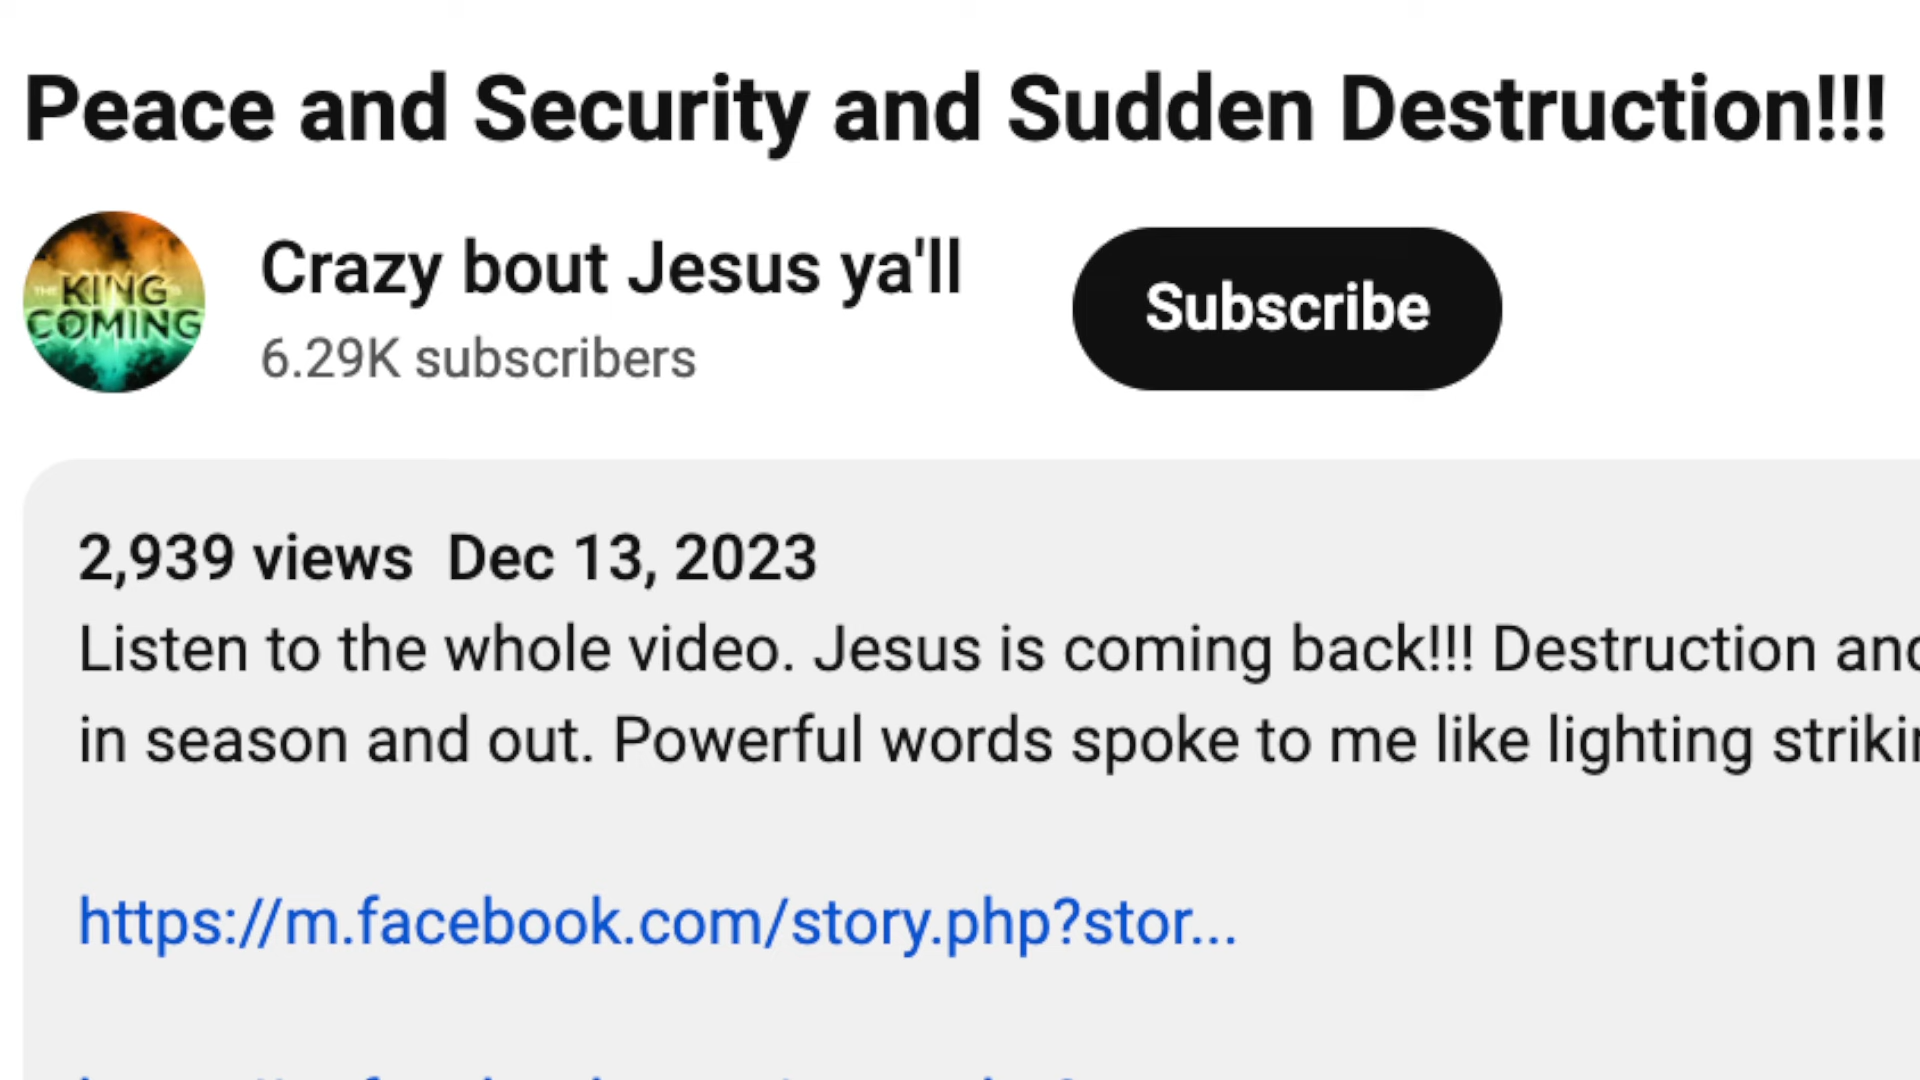 Peace and Security and Sudden Destruction!!!
THE KING
COMING
Crazy bout Jesus ya'll
6.29K subscribers
Subscribe
2,939 views Dec 13, 2023
Listen to the whole video. Jesus is coming back!!! Destruction
in season and out. Powerful words spoke to me like lighting
https://m.facebook.com/story.php?stor...